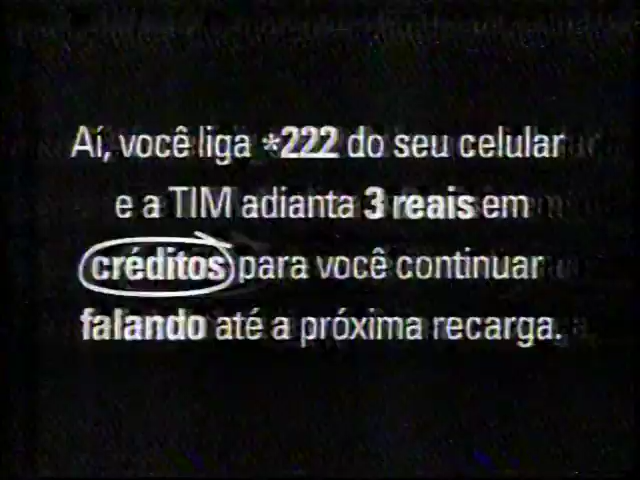 Aí, você liga *222 do seu celular
e a TIM adianta 3 reais em
créditos para você continuar
falando até a próxima recarga.